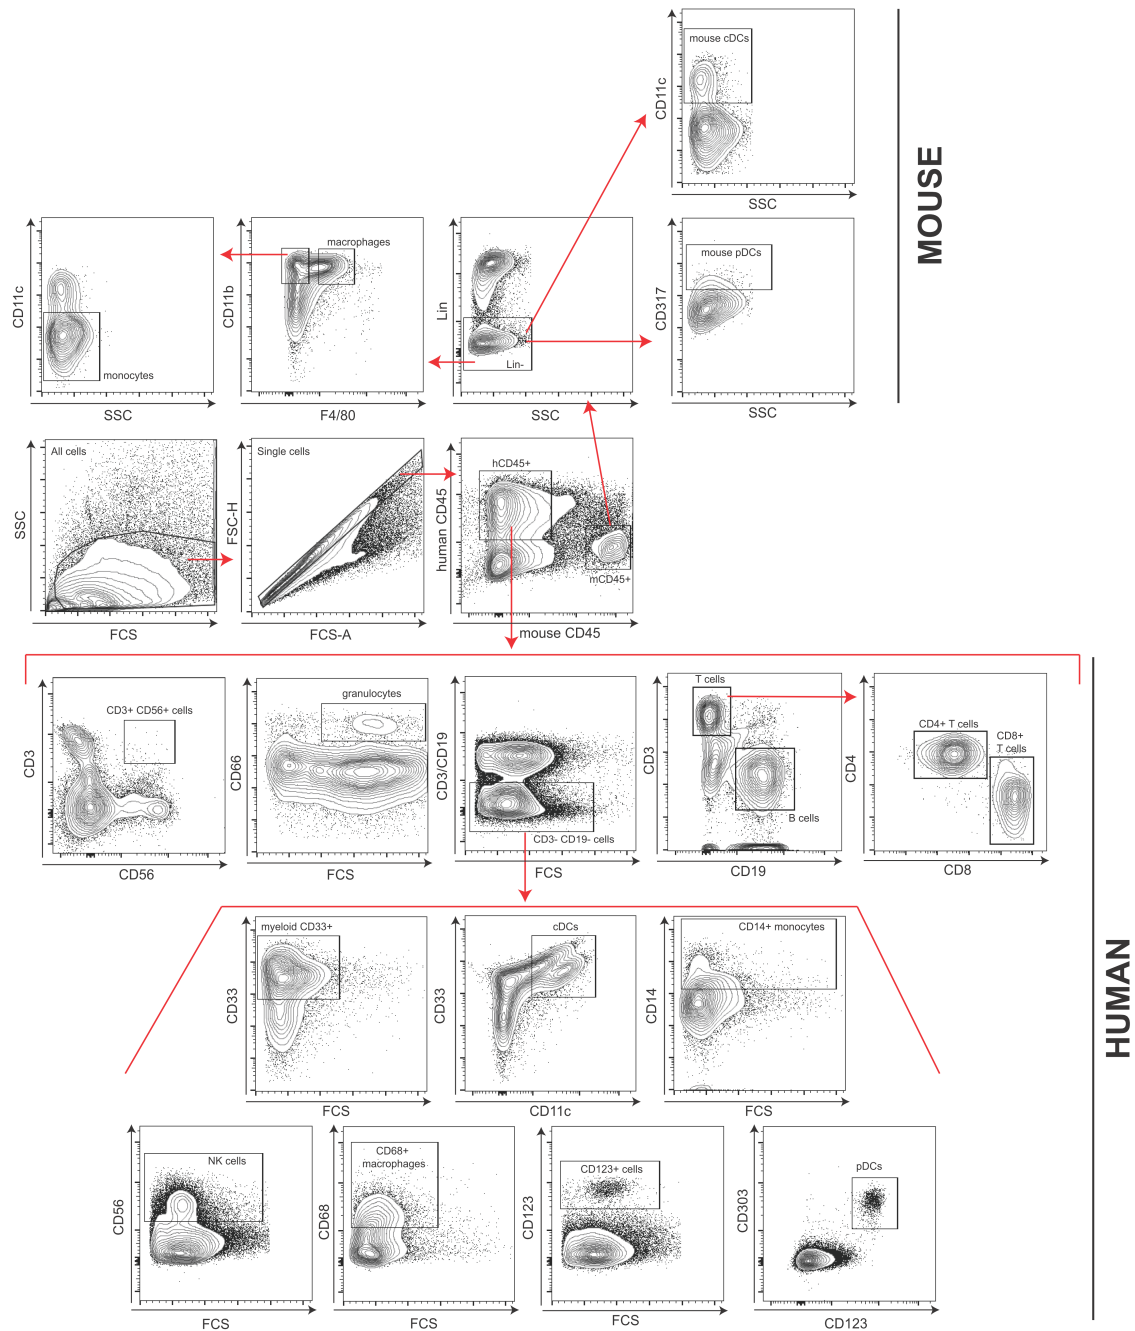 mouse cDCs
CD11c
SSC
MOUSE
CD11c
monocytes
SSC
macrophages
CD11b
F4/80
Lin
Lin-
SSC
mouse pDCs
CD317
SSC
All cells
SSC
FCS
Single cells
FSC-H
FCS-A
hCD45+
human CD45
mCD45+
mouse CD45
CD3+ CD56+ cells
CD3
CD56
granulocytes
CD66
FCS
CD3/CD19
CD3- CD19- cells
FCS
T cells
CD3
B cells
CD19
CD4+ T cells
CD8+
T cells
CD4
CD8
HUMAN
myeloid CD33+
CD33
FCS
cDCs
CD33
CD11c
CD14+ monocytes
CD14
FCS
NK cells
CD56
FCS
CD68+
macrophages
CD68
FCS
CD123+ cells
CD123
FCS
pDCs
CD303
CD123